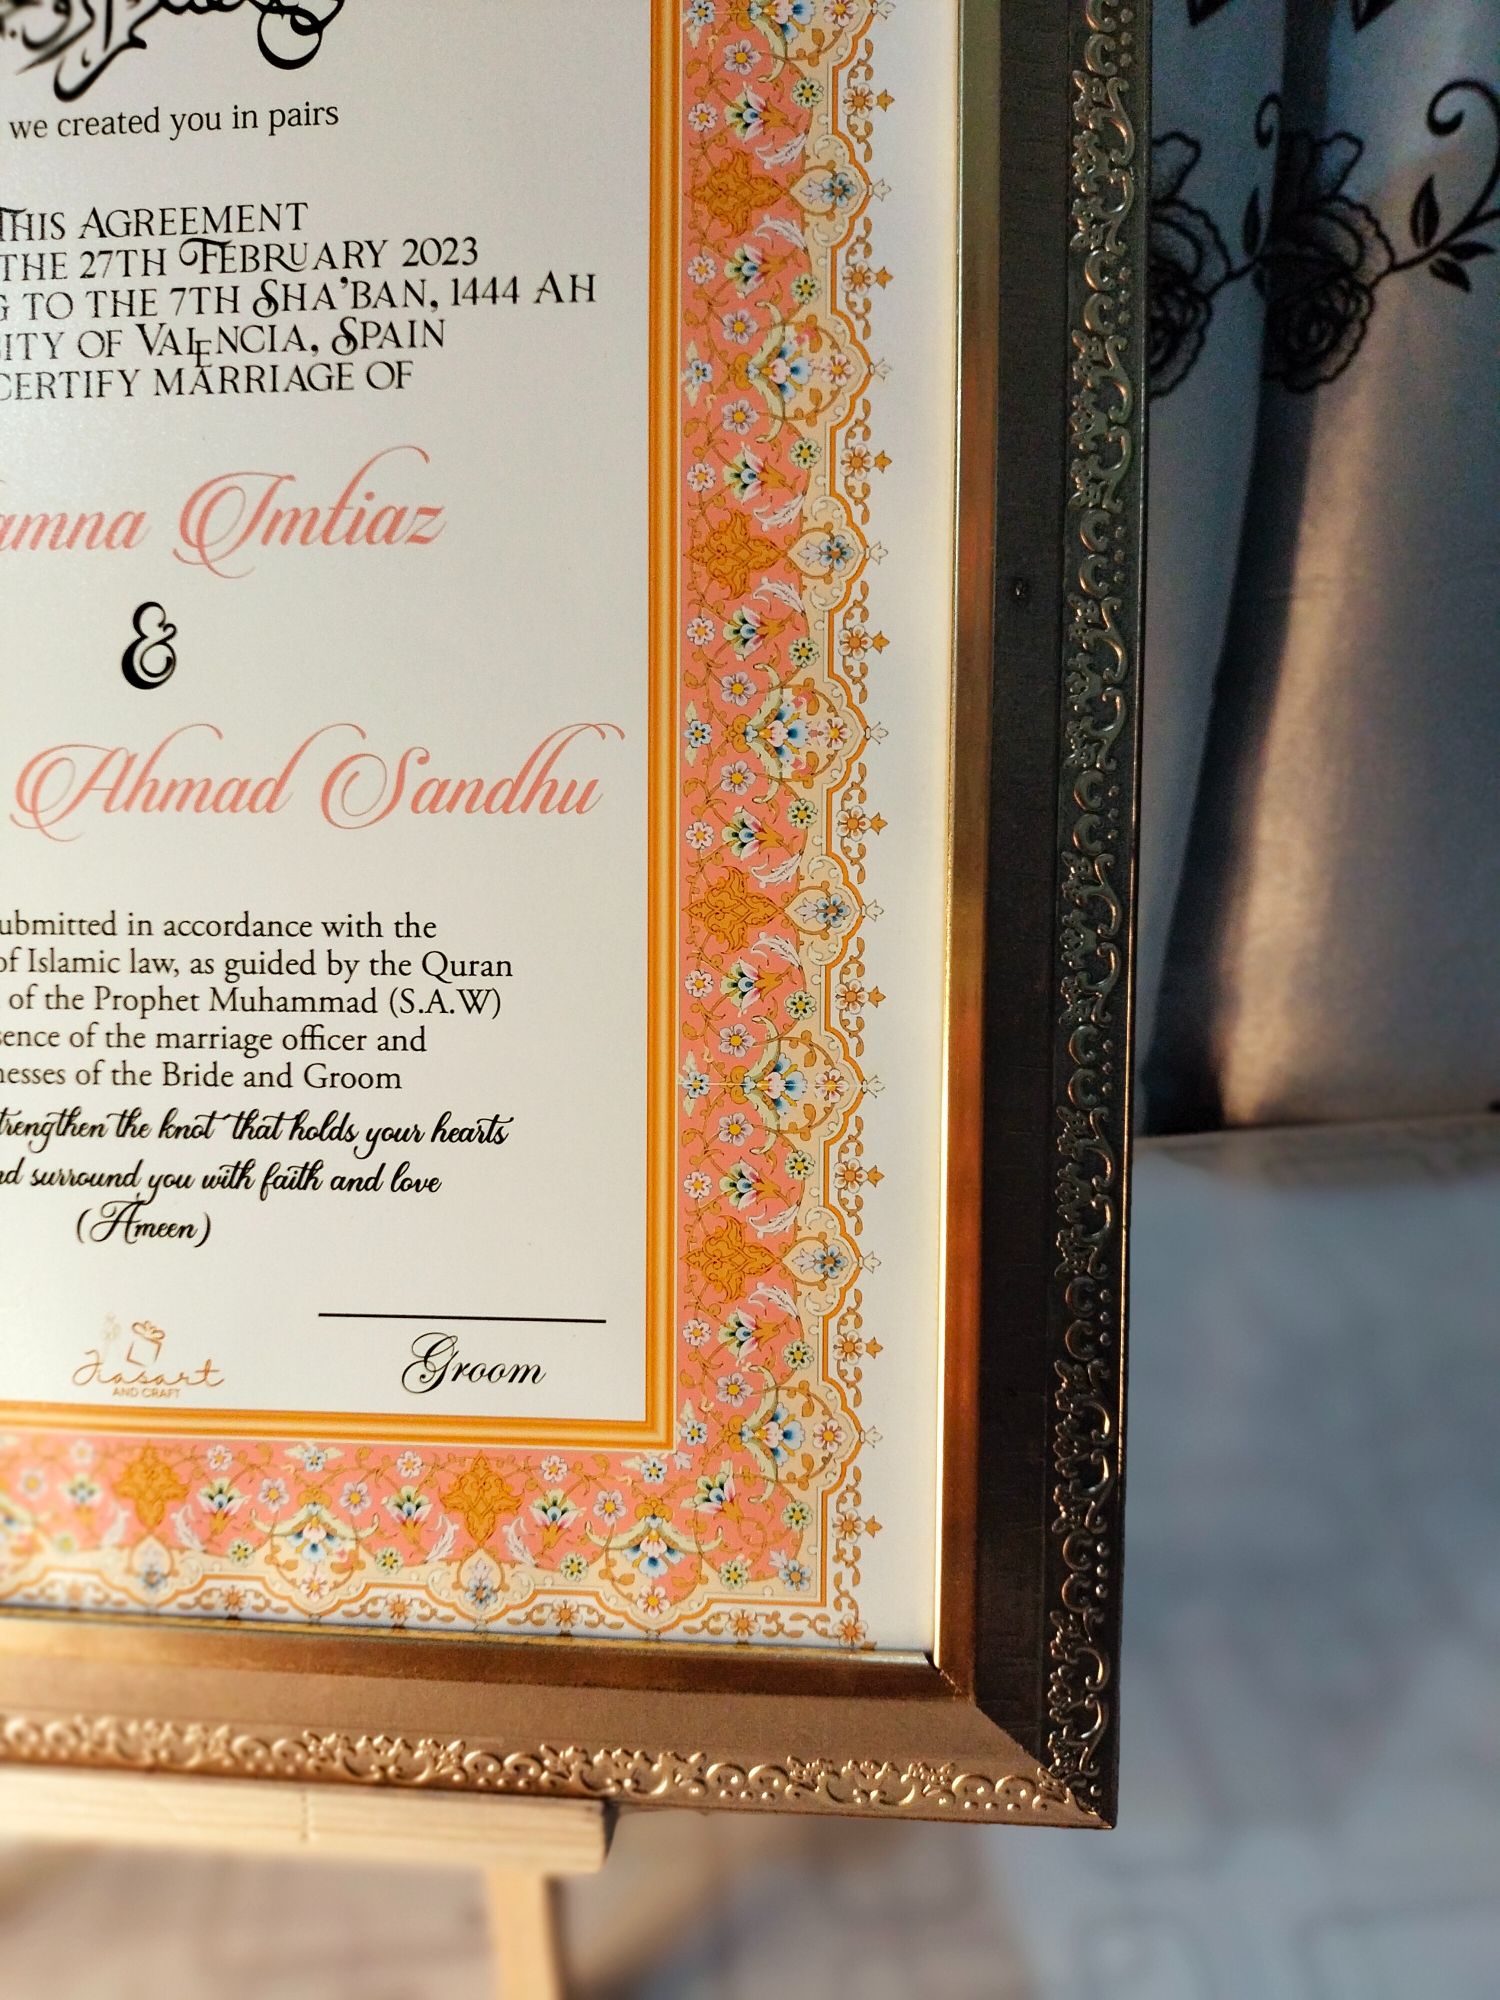 we created you in pairs
THIS AGREEMENT
THE 27TH FEBRUARY 2023
TO THE 7TH SHA'BAN, 1444 AH
OF VALENCIA, SPAIN
CERTIFY MARRIAGE OF
amna Imtiaz
&
Ahmad Sandhu
ubmitted in accordance with the
of Islamic law, as guided by the Quran
of the Prophet Muhammad (S.A.W)
sence of the marriage officer and
nesses of the Bride and Groom
trengthen the knot that holds your hearts
nd surround you with faith and love
(Ameen)
AND CRAFT
Groom